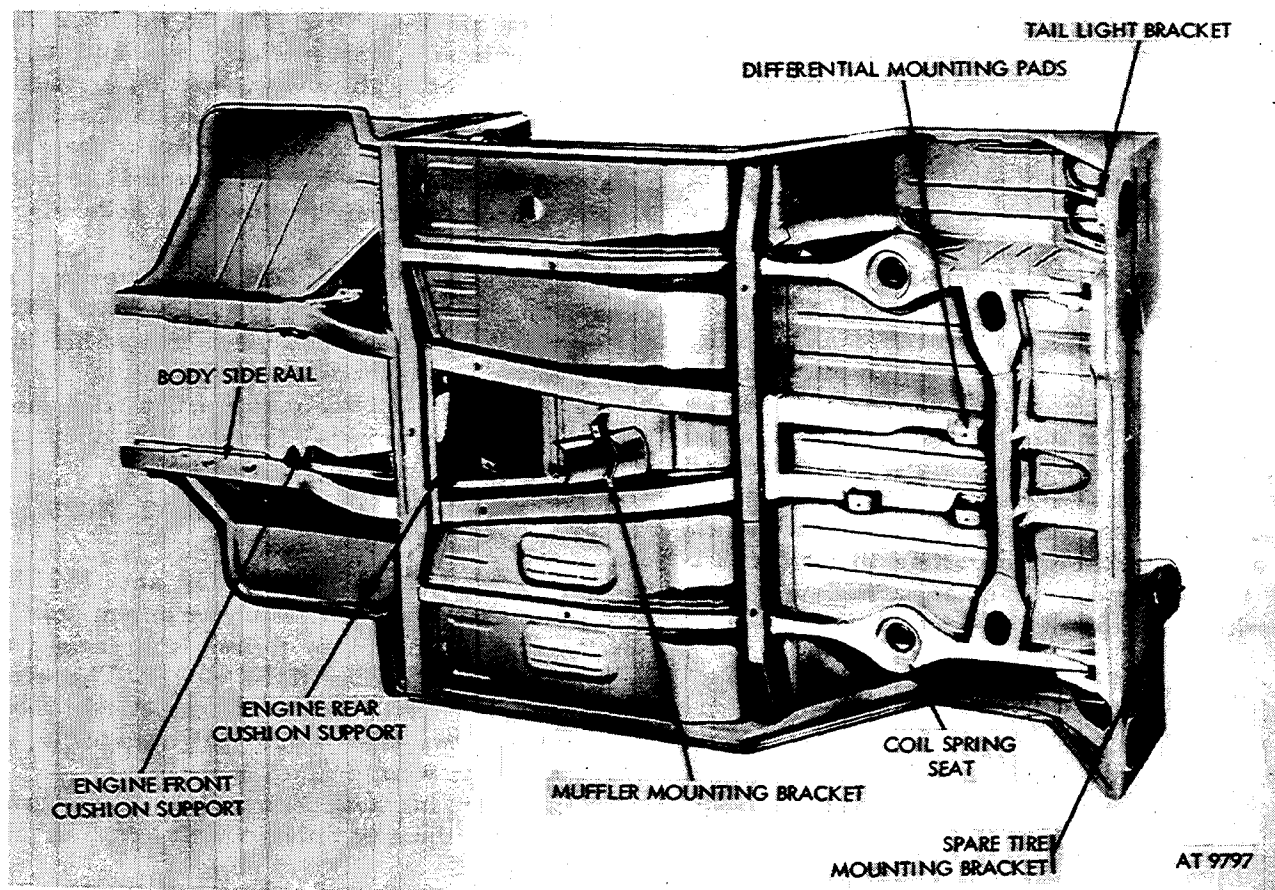 TAIL LIGHT BRACKET
DIFFERENTIAL MOUNTING PADS
BODY SIDE RAIL
ENGINE REAR
CUSHION SUPPORT
ENGINE FRONT
CUSHION SUPPORT
MUFFLER MOUNTING BRACKET
COIL SPRING
SEAT
SPARE TIRE
MOUNTING BRACKET
AT 9797